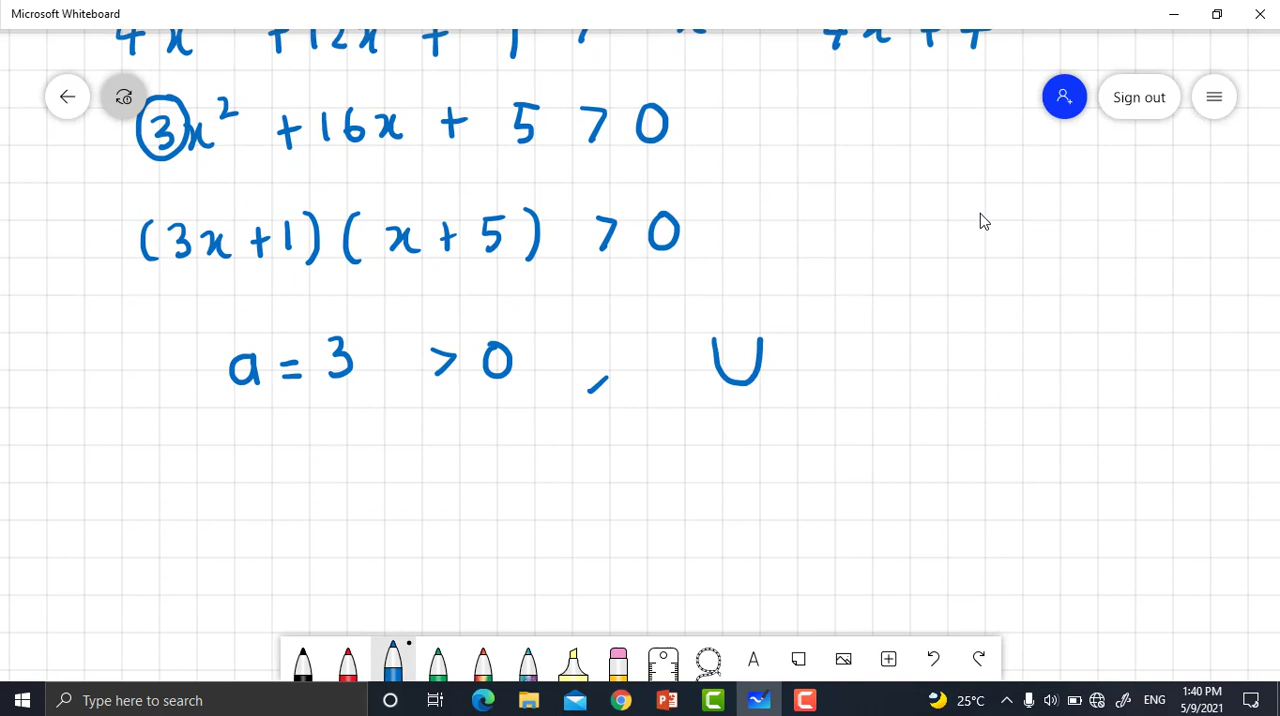 Microsoft Whiteboard
3x² + 16x + 5 > 0
Sign out
(3x + 1) ( x + 5 ) > 0
a = 3 > 0 , U
A
Type here to search
25°C
ENG
1:40 PM
5/9/2021